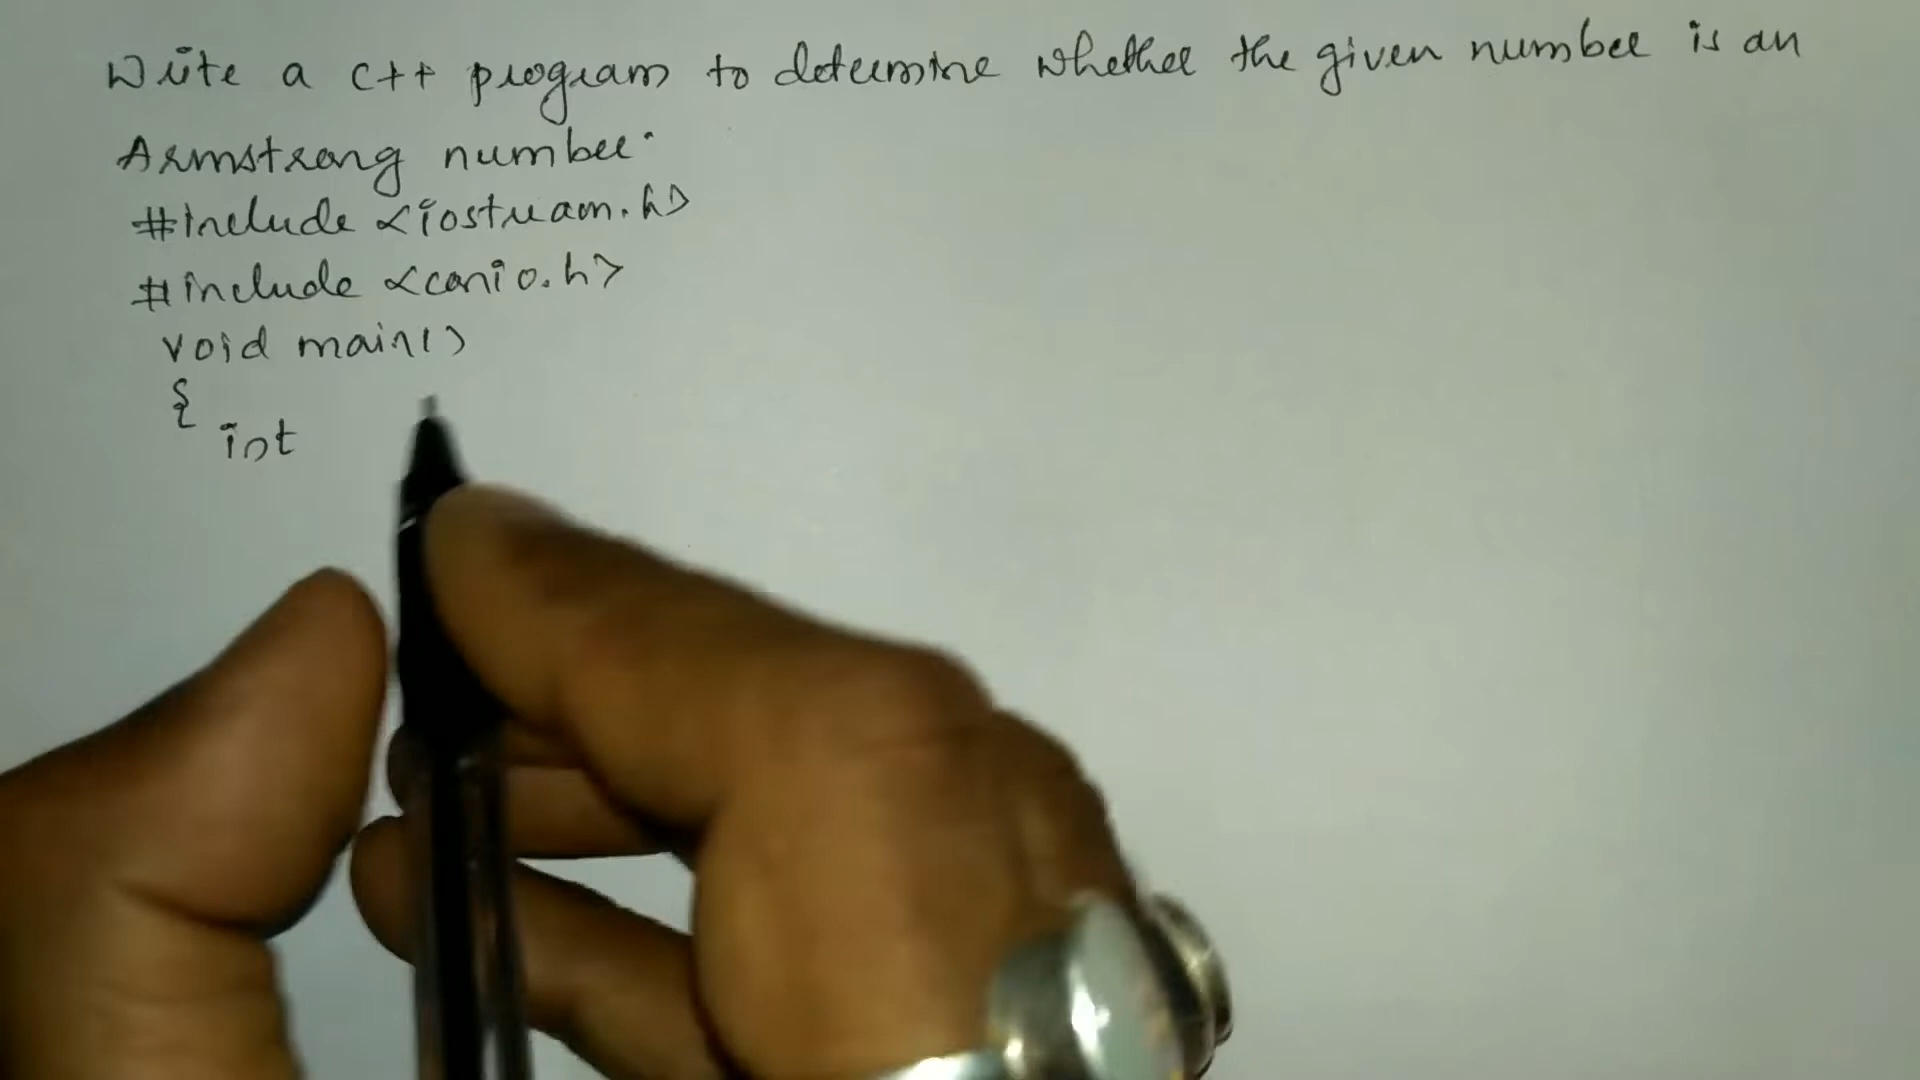 Write a c++ program to determine whether the given number is an
Armstrong number.
#include <iostream.h>
#include <conio.h>
void main()
{
int